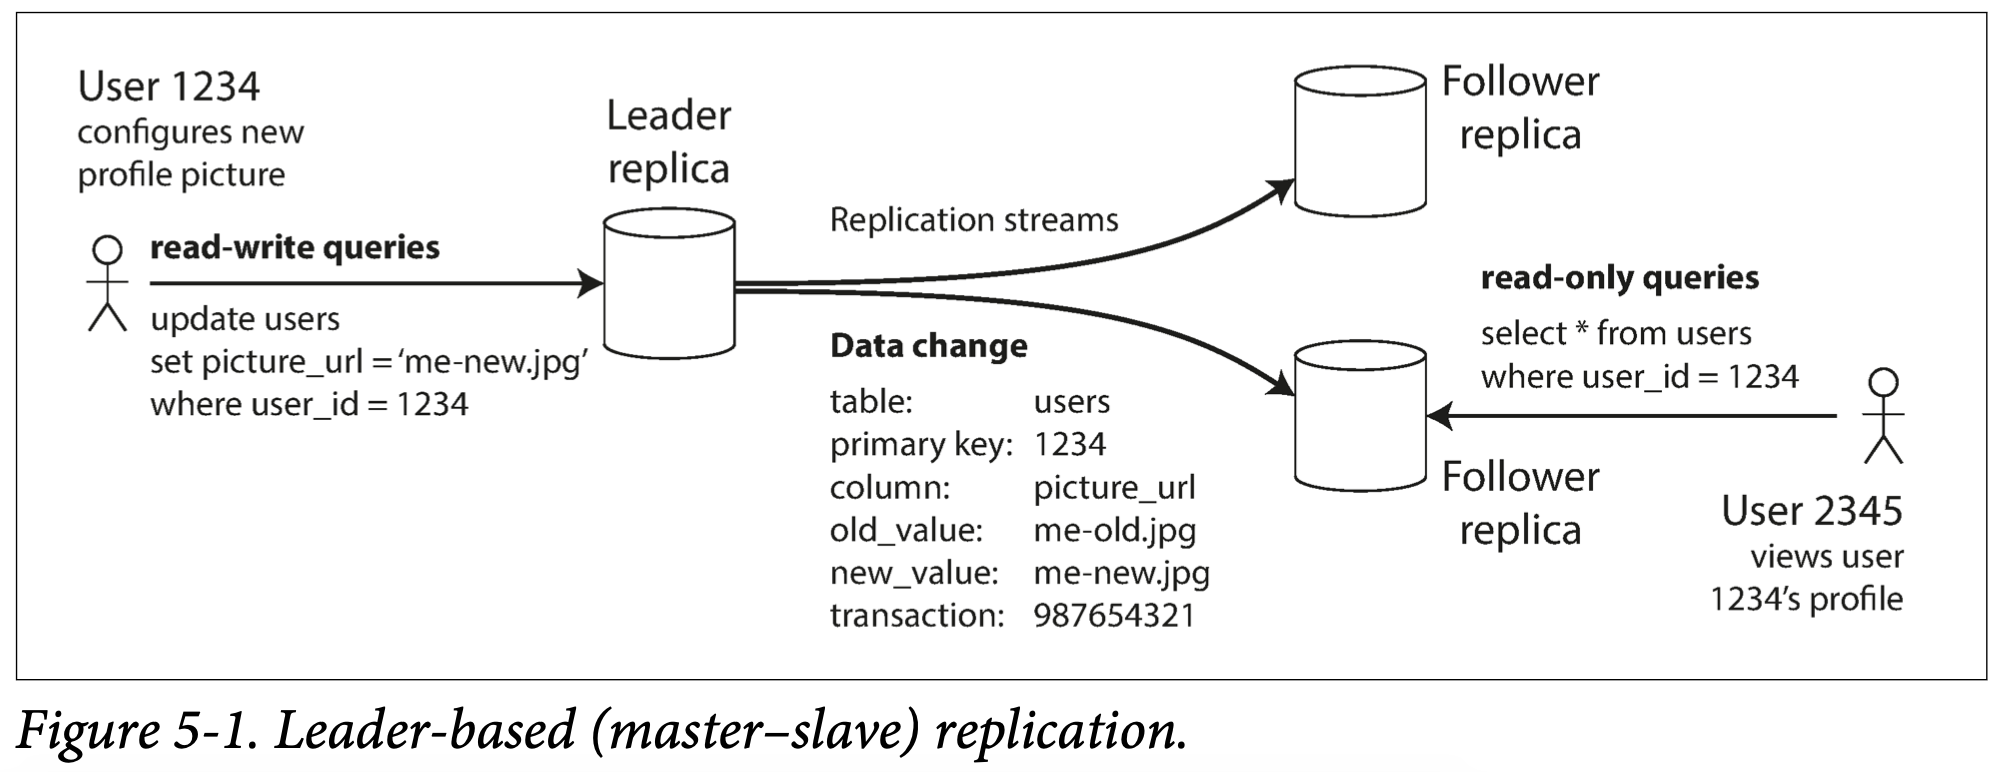 User 1234
configures new
profile picture
read-write queries
update users
set picture_url = ‘me-new.jpg’
where user_id = 1234
Leader
replica
Replication streams
Data change
table: users
primary key: 1234
column: picture_url
old_value: me-old.jpg
new_value: me-new.jpg
transaction: 987654321
Follower
replica
read-only queries
select * from users
where user_id = 1234
Follower
replica
User 2345
views user
1234’s profile
Figure 5-1. Leader-based (master–slave) replication.